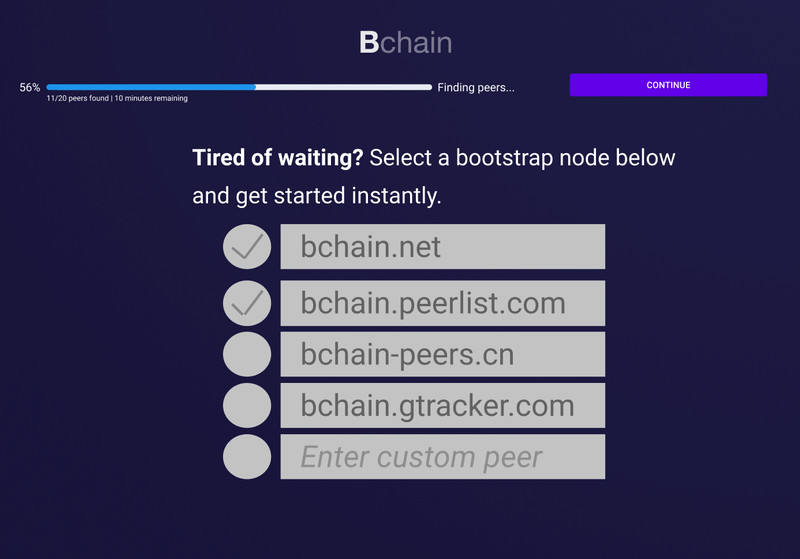 Bchain
56% Finding peers... CONTINUE
11/20 peers found | 10 minutes remaining
Tired of waiting? Select a bootstrap node below
and get started instantly.
bchain.net
bchain.peerlist.com
bchain-peers.cn
bchain.gtracker.com
Enter custom peer